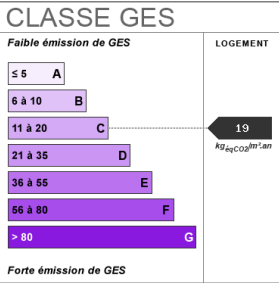 CLASSE GES
Faible émission de GES
LOGEMENT
≤ 5 A
6 à 10 B
11 à 20 C
19
kgéqCO2/m².an
21 à 35 D
36 à 55 E
56 à 80 F
> 80 G
Forte émission de GES